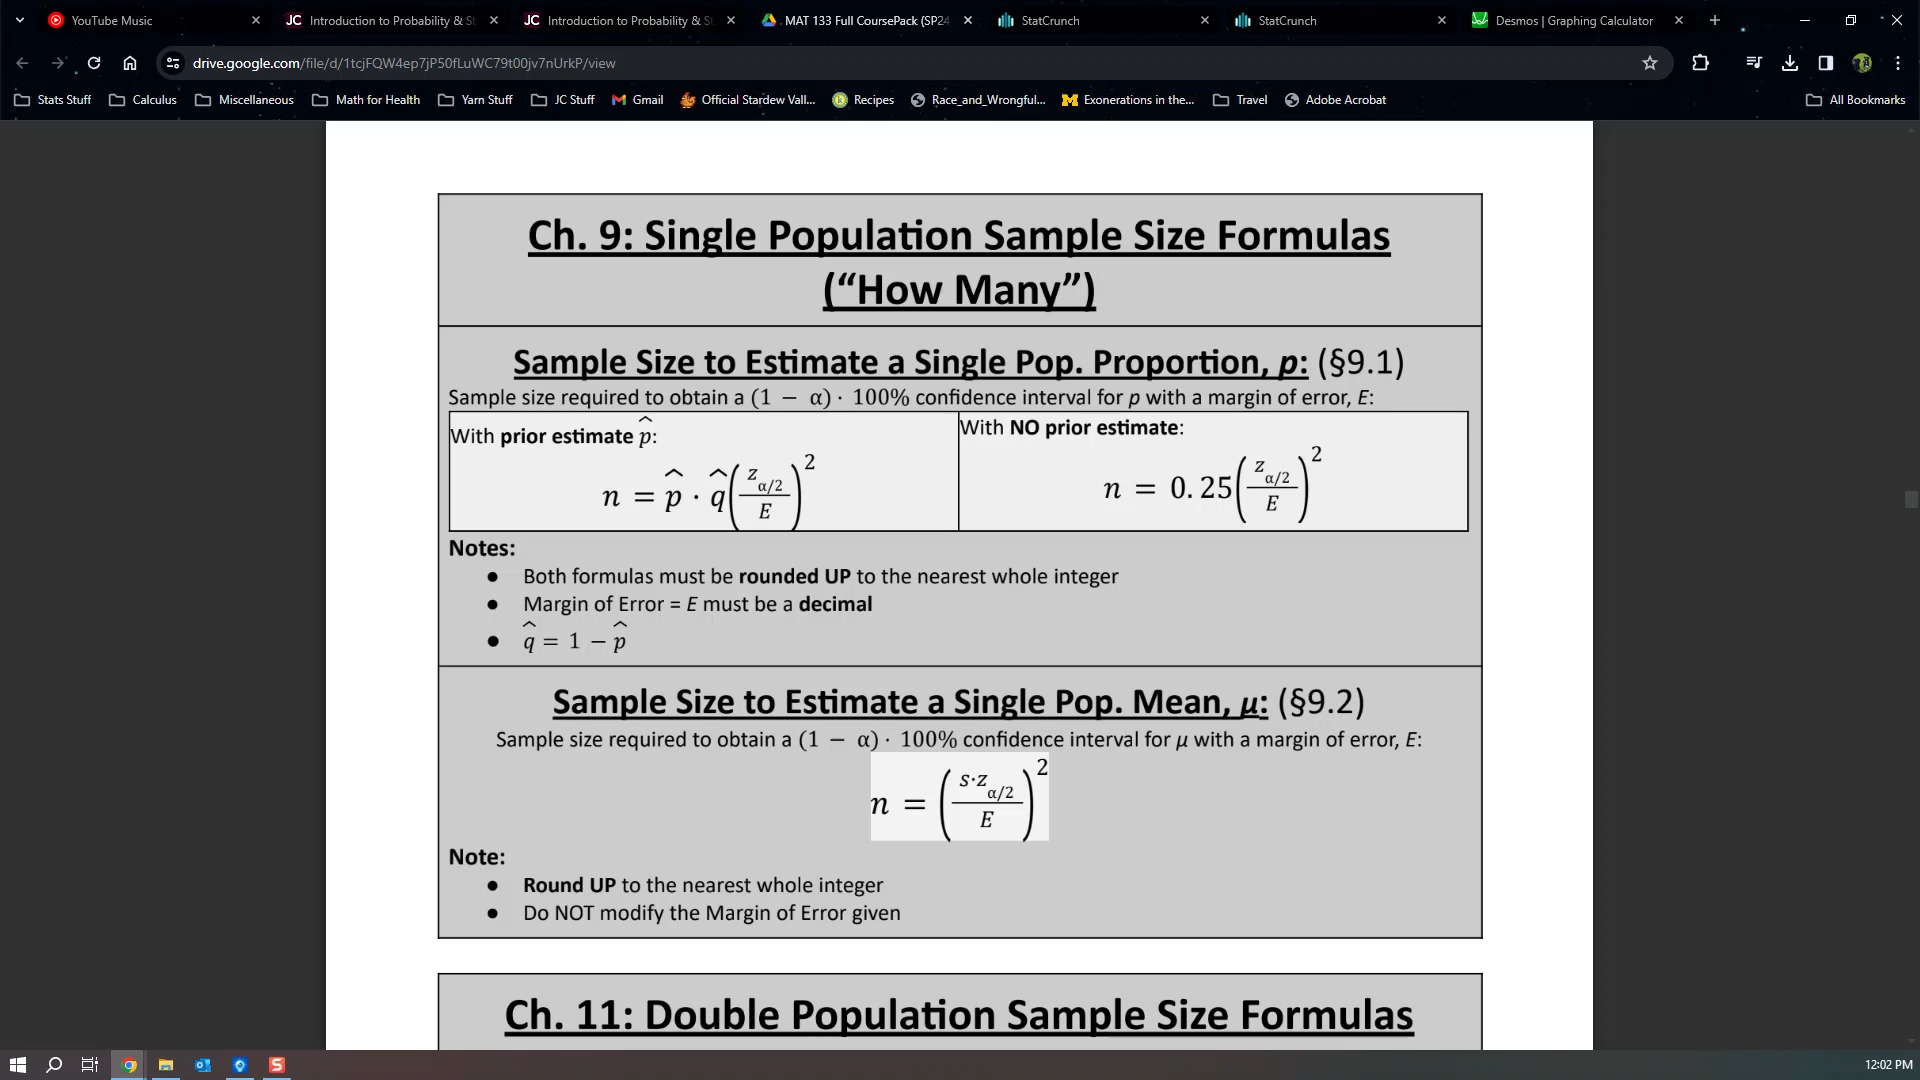 YouTube Music
Introduction to Probability & St
Introduction to Probability & St
MAT 133 Full CoursePack (SP24
StatCrunch
StatCrunch
Desmos | Graphing Calculator
drive.google.com/file/d/1tcjFQW4ep7jP50fLuWC79t00jv7nUrkP/view
Stats Stuff Calculus Miscellaneous Math for Health Yarn Stuff JC Stuff Gmail Official Stardew Vall... Recipes Race_and_Wrongful... Exonerations in the... Travel Adobe Acrobat All Bookmarks
Ch. 9: Single Population Sample Size Formulas
(“How Many”)
Sample Size to Estimate a Single Pop. Proportion, p: (§9.1)
Sample size required to obtain a (1 − α) · 100% confidence interval for p with a margin of error, E:
With prior estimate p̂:
n = p̂ · q̂(z_α/2 / E)²
With NO prior estimate:
n = 0.25(z_α/2 / E)²
Notes:
● Both formulas must be rounded UP to the nearest whole integer
● Margin of Error = E must be a decimal
● q̂ = 1 − p̂
Sample Size to Estimate a Single Pop. Mean, μ: (§9.2)
Sample size required to obtain a (1 − α) · 100% confidence interval for μ with a margin of error, E:
n = (s·z_α/2 / E)²
Note:
● Round UP to the nearest whole integer
● Do NOT modify the Margin of Error given
Ch. 11: Double Population Sample Size Formulas
12:02 PM